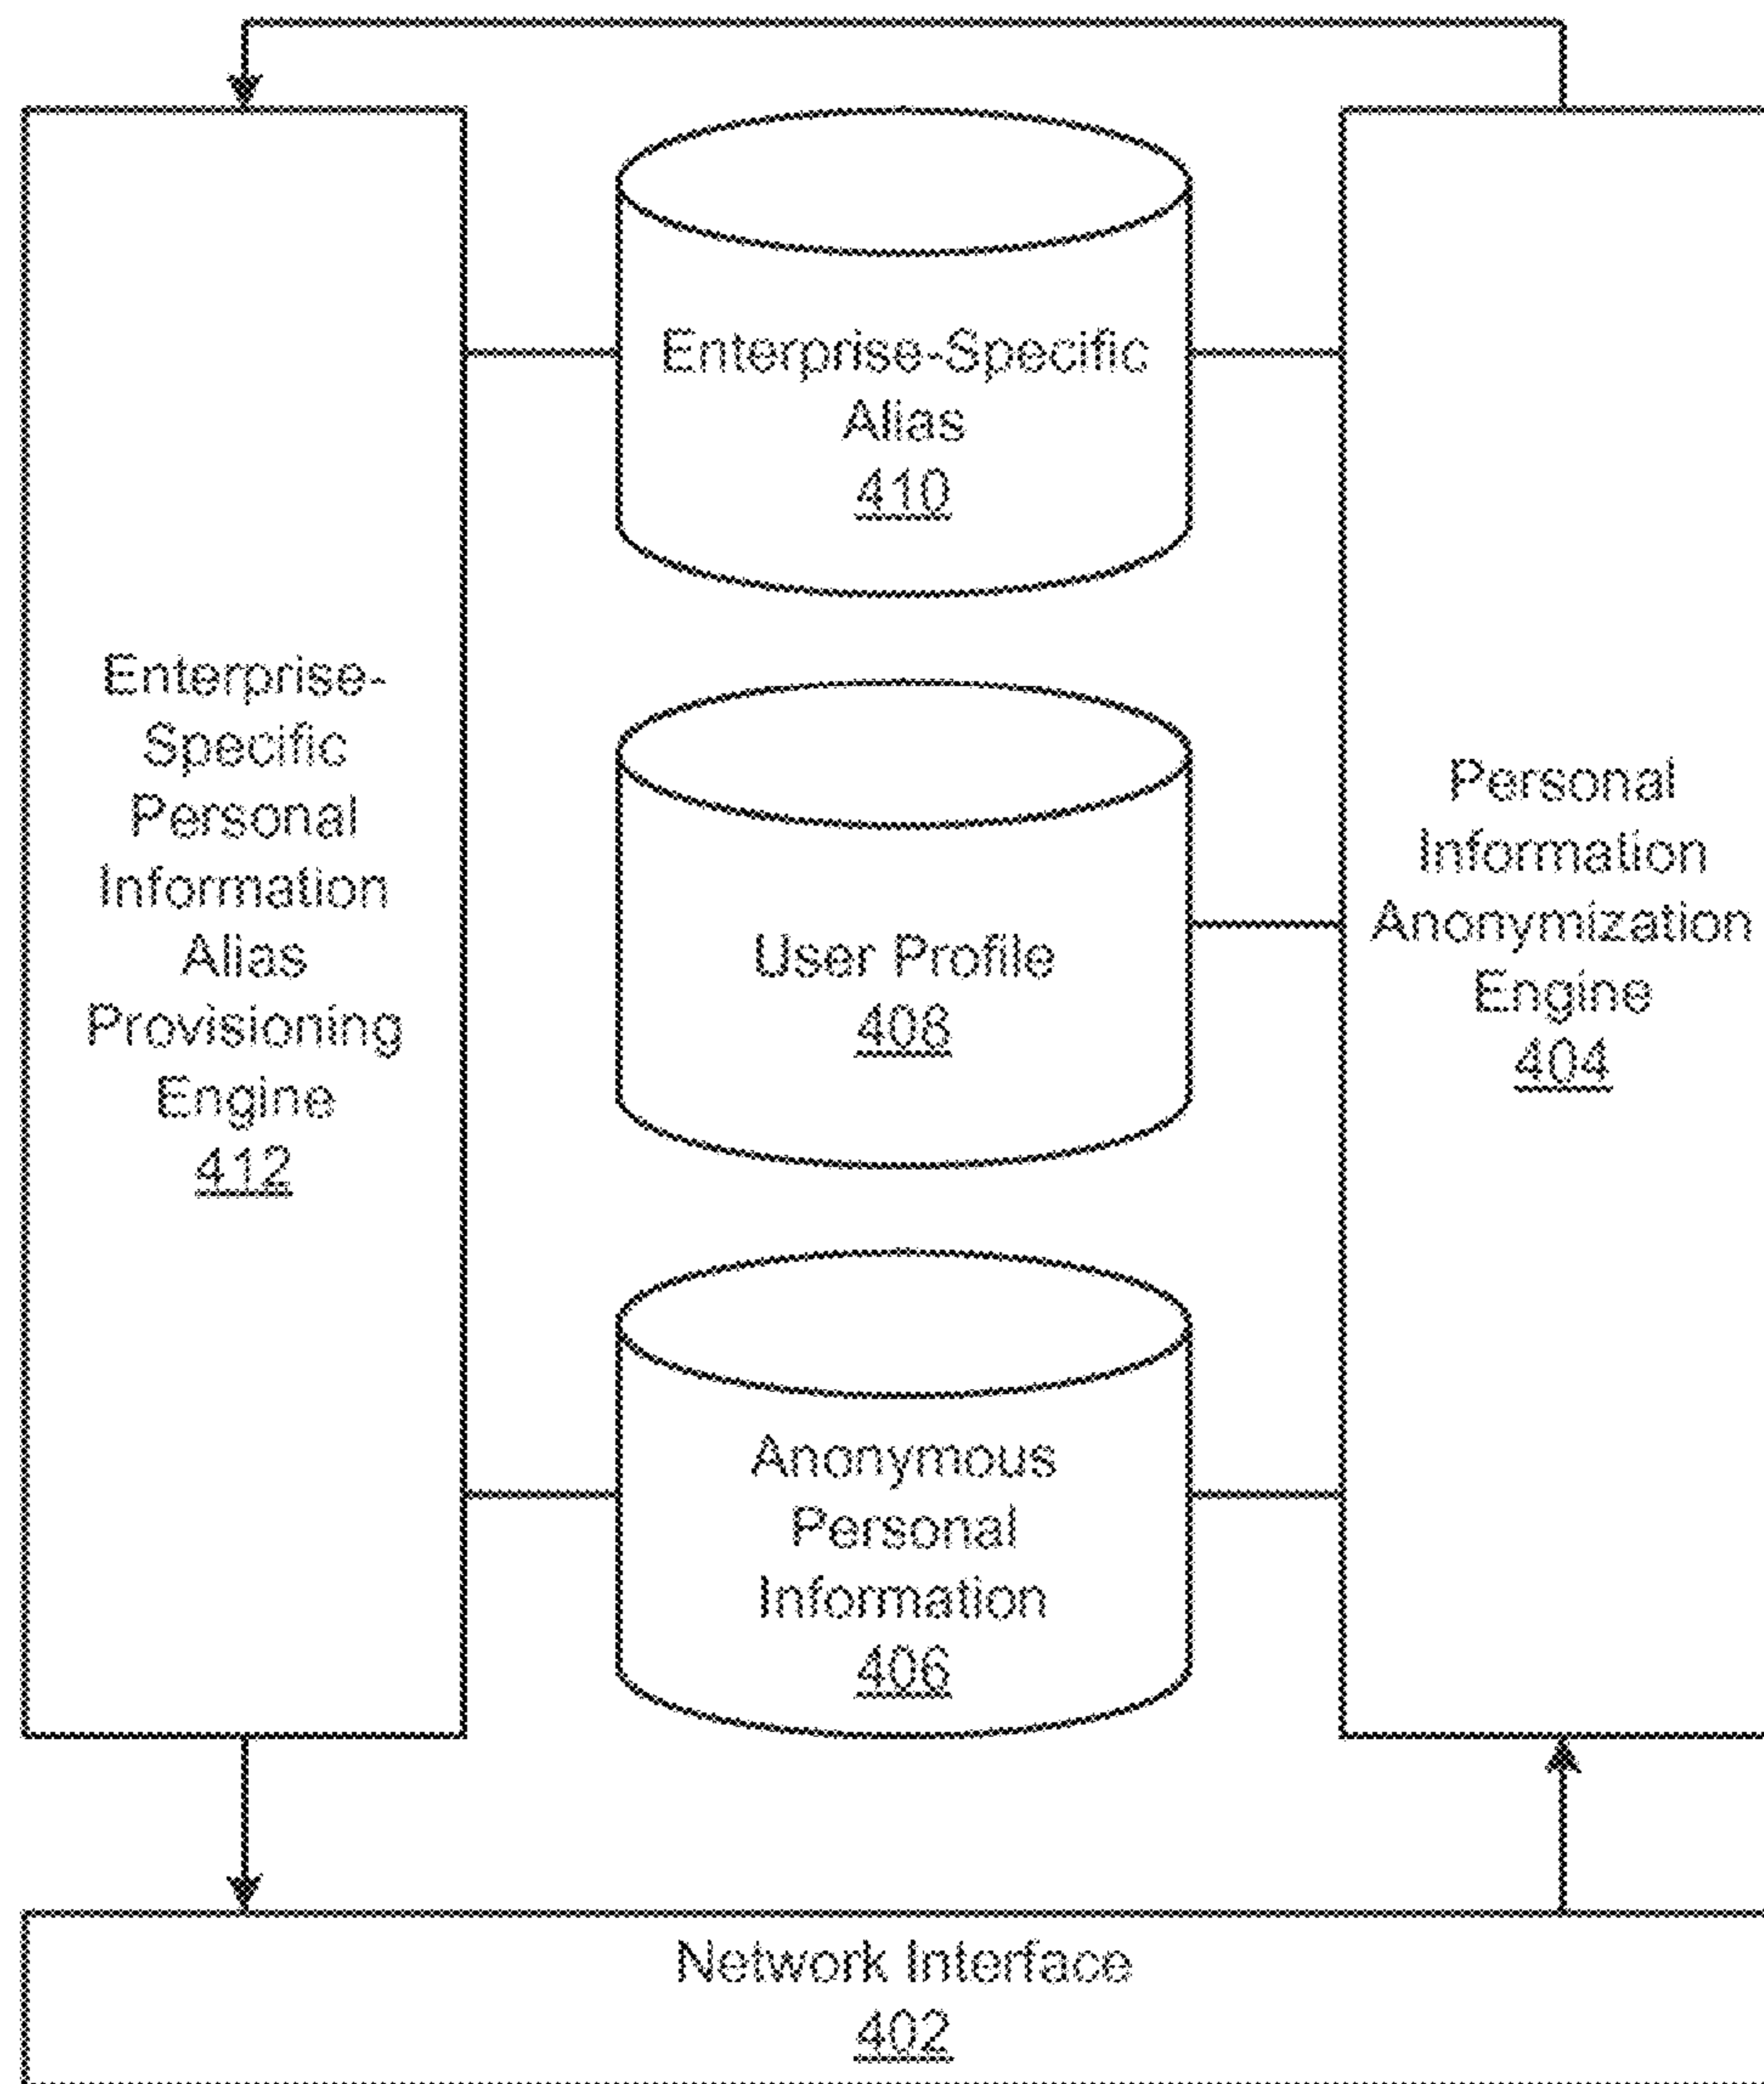 Enterprise-Specific
Alias
410
Enterprise-
Specific
Personal
Information
Alias
Provisioning
Engine
412
User Profile
408
Personal
Information
Anonymization
Engine
404
Anonymous
Personal
Information
406
Network Interface
402